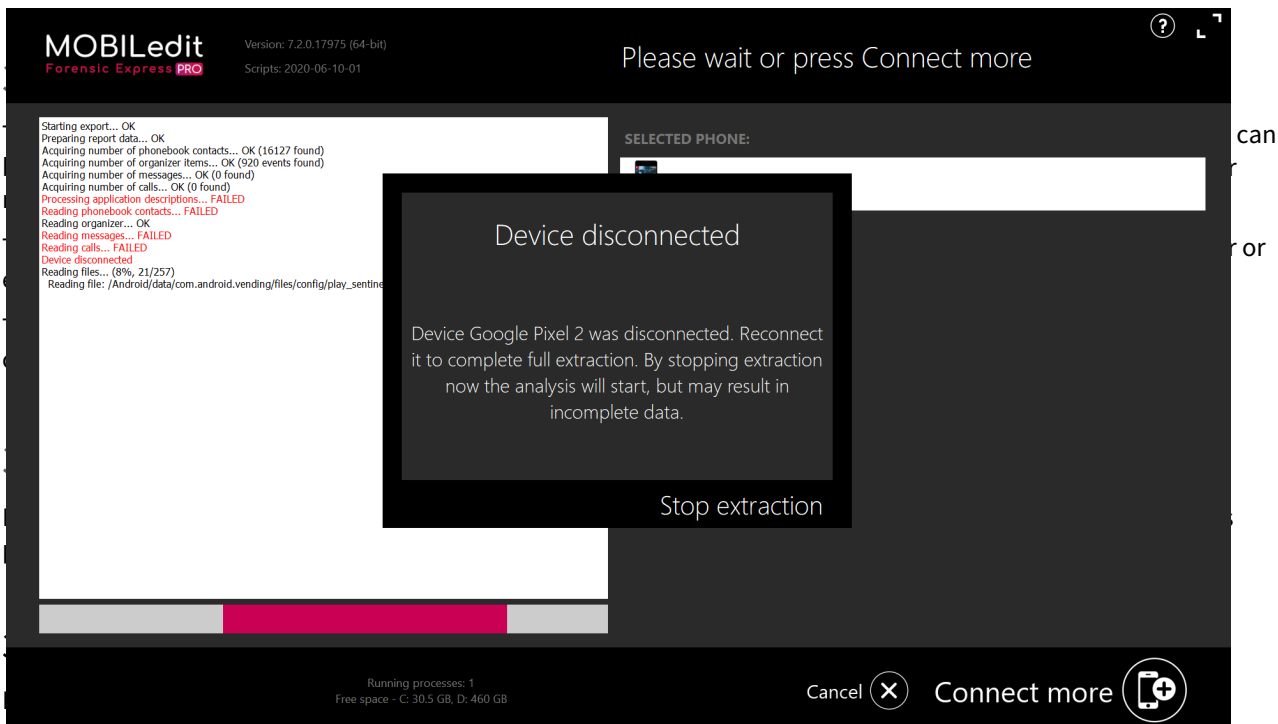 MOBILedit
Forensic Express PRO
Version: 7.2.0.17975 (64-bit)
Scripts: 2020-06-10-01
Please wait or press Connect more
?
Starting export... OK
Preparing report data... OK
Acquiring number of phonebook contacts... OK (16127 found)
Acquiring number of organizer items... OK (920 events found)
Acquiring number of messages... OK (0 found)
Acquiring number of calls... OK (0 found)
Processing application descriptions... FAILED
Reading phonebook contacts... FAILED
Reading organizer... OK
Reading messages... FAILED
Reading calls... FAILED
Device disconnected
Reading files... (8%, 21/257)
Reading file: /Android/data/com.android.vending/files/config/play_sentine
SELECTED PHONE:
can
r or
Device disconnected
Device Google Pixel 2 was disconnected. Reconnect
it to complete full extraction. By stopping extraction
now the analysis will start, but may result in
incomplete data.
Stop extraction
Running processes: 1
Free space - C: 30.5 GB, D: 460 GB
Cancel
Connect more